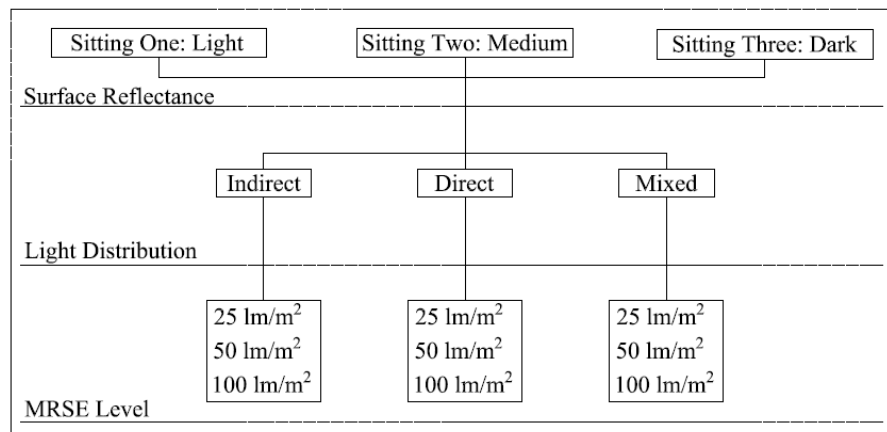 Sitting One: Light
Sitting Two: Medium
Sitting Three: Dark
Surface Reflectance
Indirect
Direct
Mixed
Light Distribution
25 lm/m²
50 lm/m²
100 lm/m²
25 lm/m²
50 lm/m²
100 lm/m²
25 lm/m²
50 lm/m²
100 lm/m²
MRSE Level